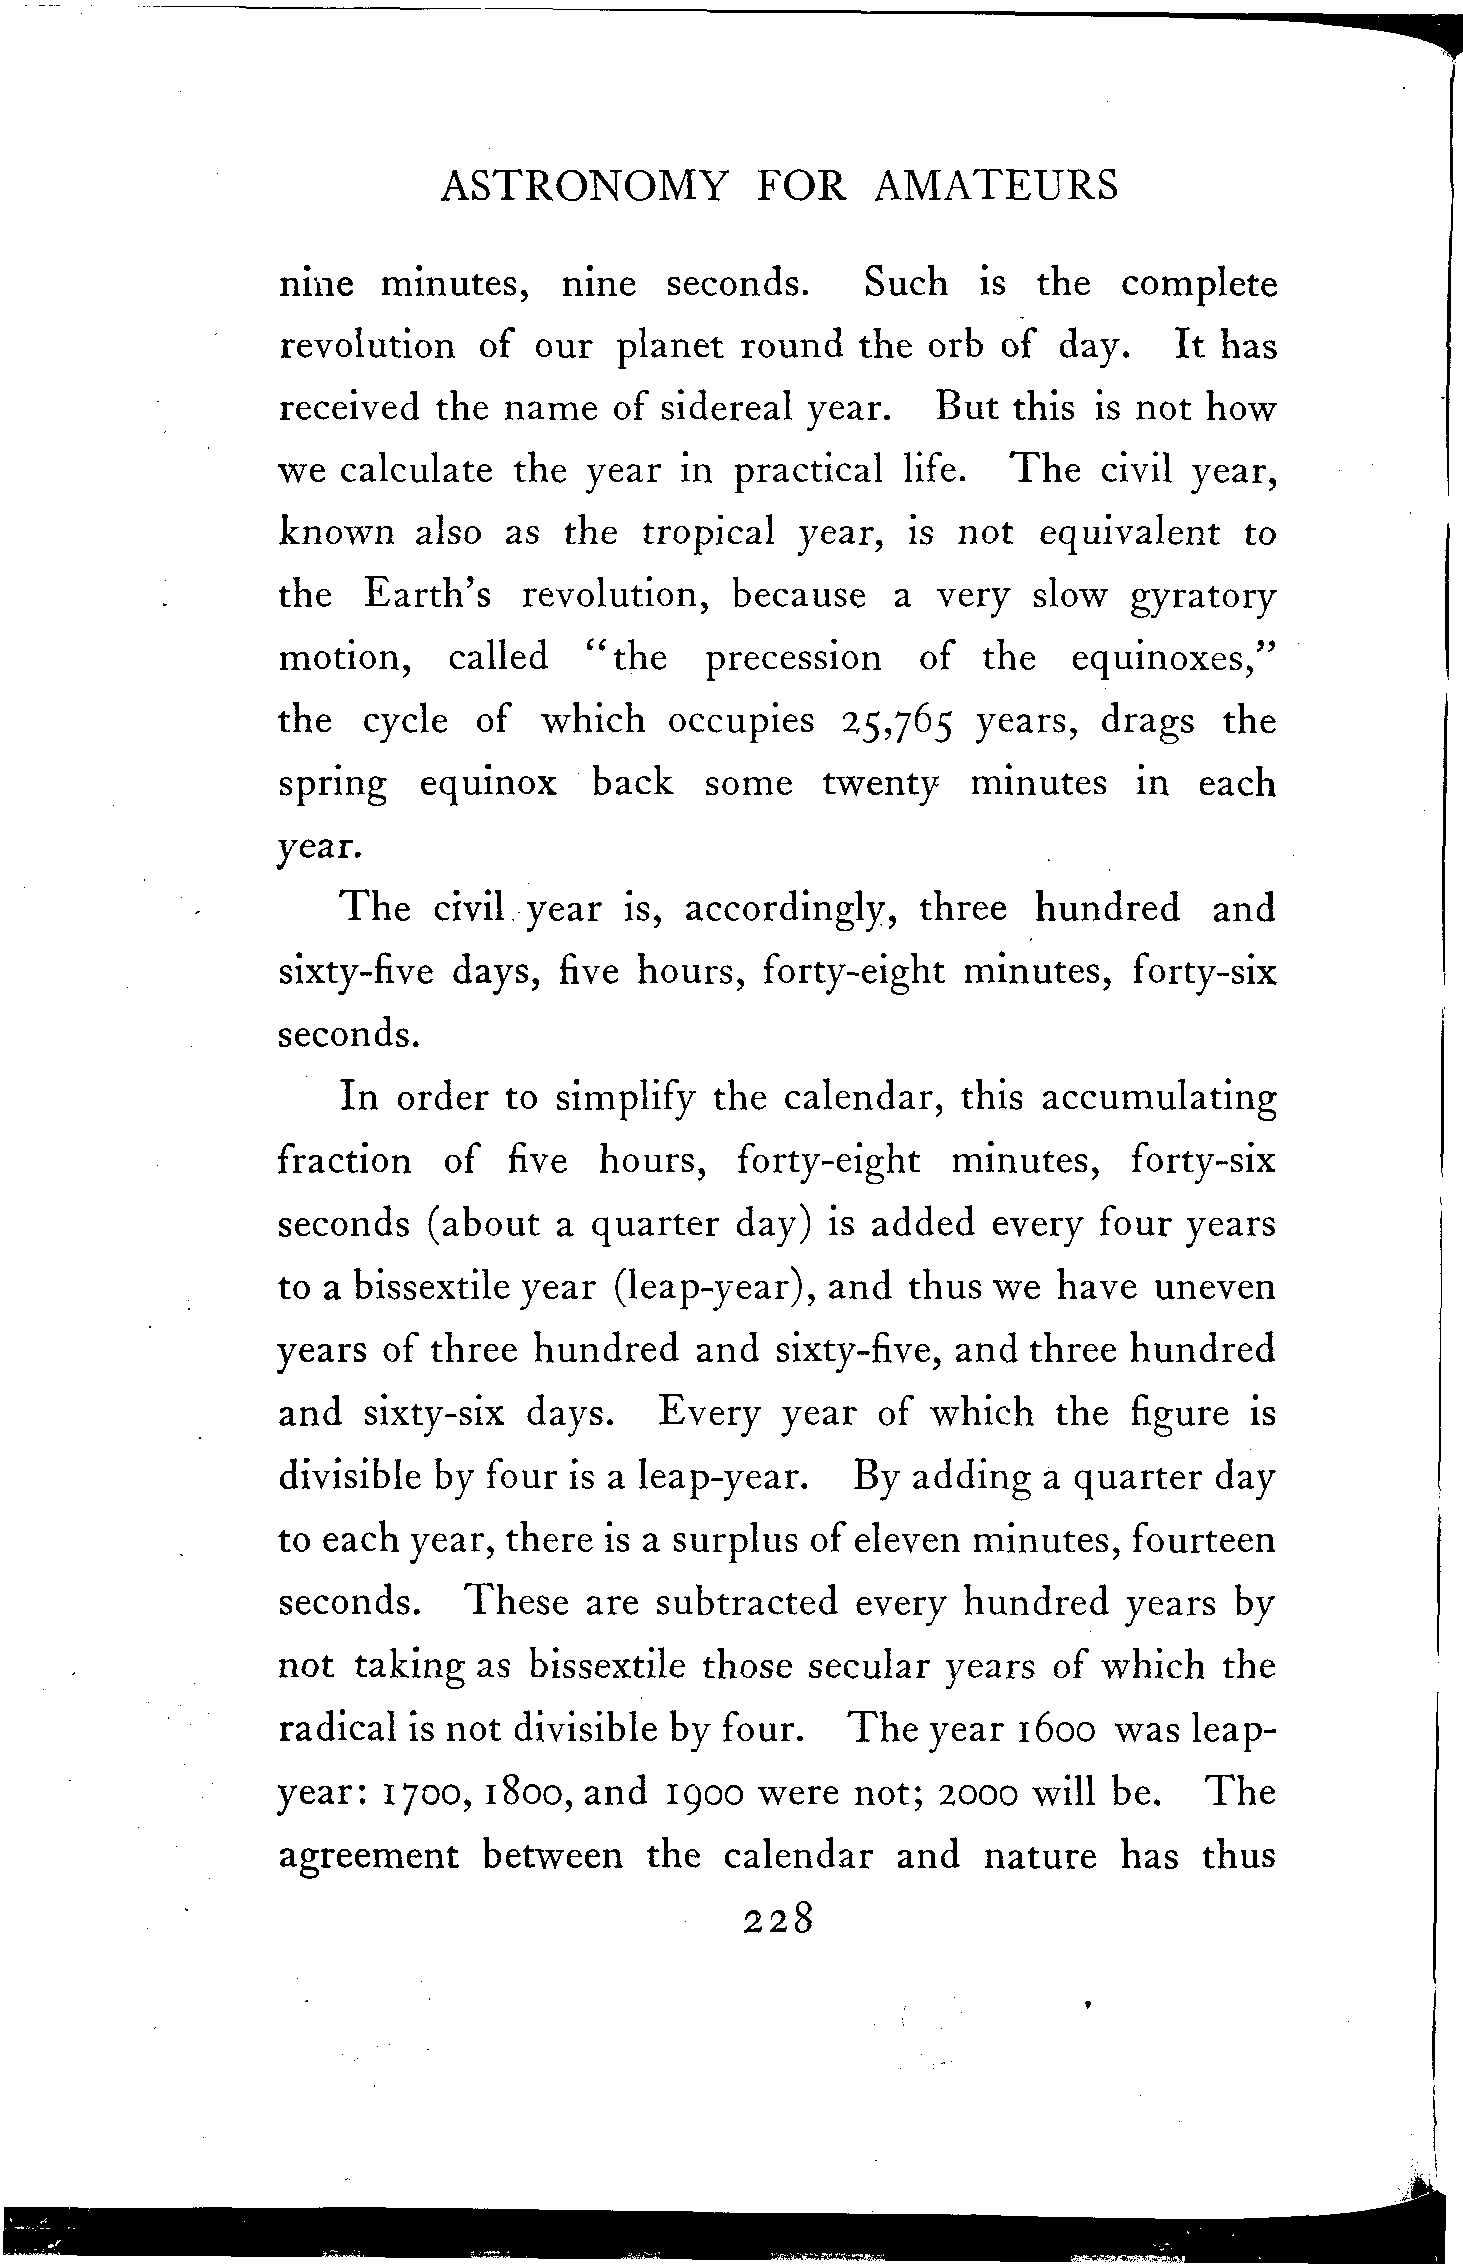 ASTRONOMY FOR AMATEURS
nine minutes, nine seconds. Such is the complete
revolution of our planet round the orb of day. It has
received the name of sidereal year. But this is not how
we calculate the year in practical life. The civil year,
known also as the tropical year, is not equivalent to
the Earth's revolution, because a very slow gyratory
motion, called "the precession of the equinoxes,"
the cycle of which occupies 25,765 years, drags the
spring equinox back some twenty minutes in each
year.
The civil year is, accordingly, three hundred and
sixty-five days, five hours, forty-eight minutes, forty-six
seconds.
In order to simplify the calendar, this accumulating
fraction of five hours, forty-eight minutes, forty-six
seconds (about a quarter day) is added every four years
to a bissextile year (leap-year), and thus we have uneven
years of three hundred and sixty-five, and three hundred
and sixty-six days. Every year of which the figure is
divisible by four is a leap-year. By adding a quarter day
to each year, there is a surplus of eleven minutes, fourteen
seconds. These are subtracted every hundred years by
not taking as bissextile those secular years of which the
radical is not divisible by four. The year 1600 was leap-
year: 1700, 1800, and 1900 were not; 2000 will be. The
agreement between the calendar and nature has thus
228